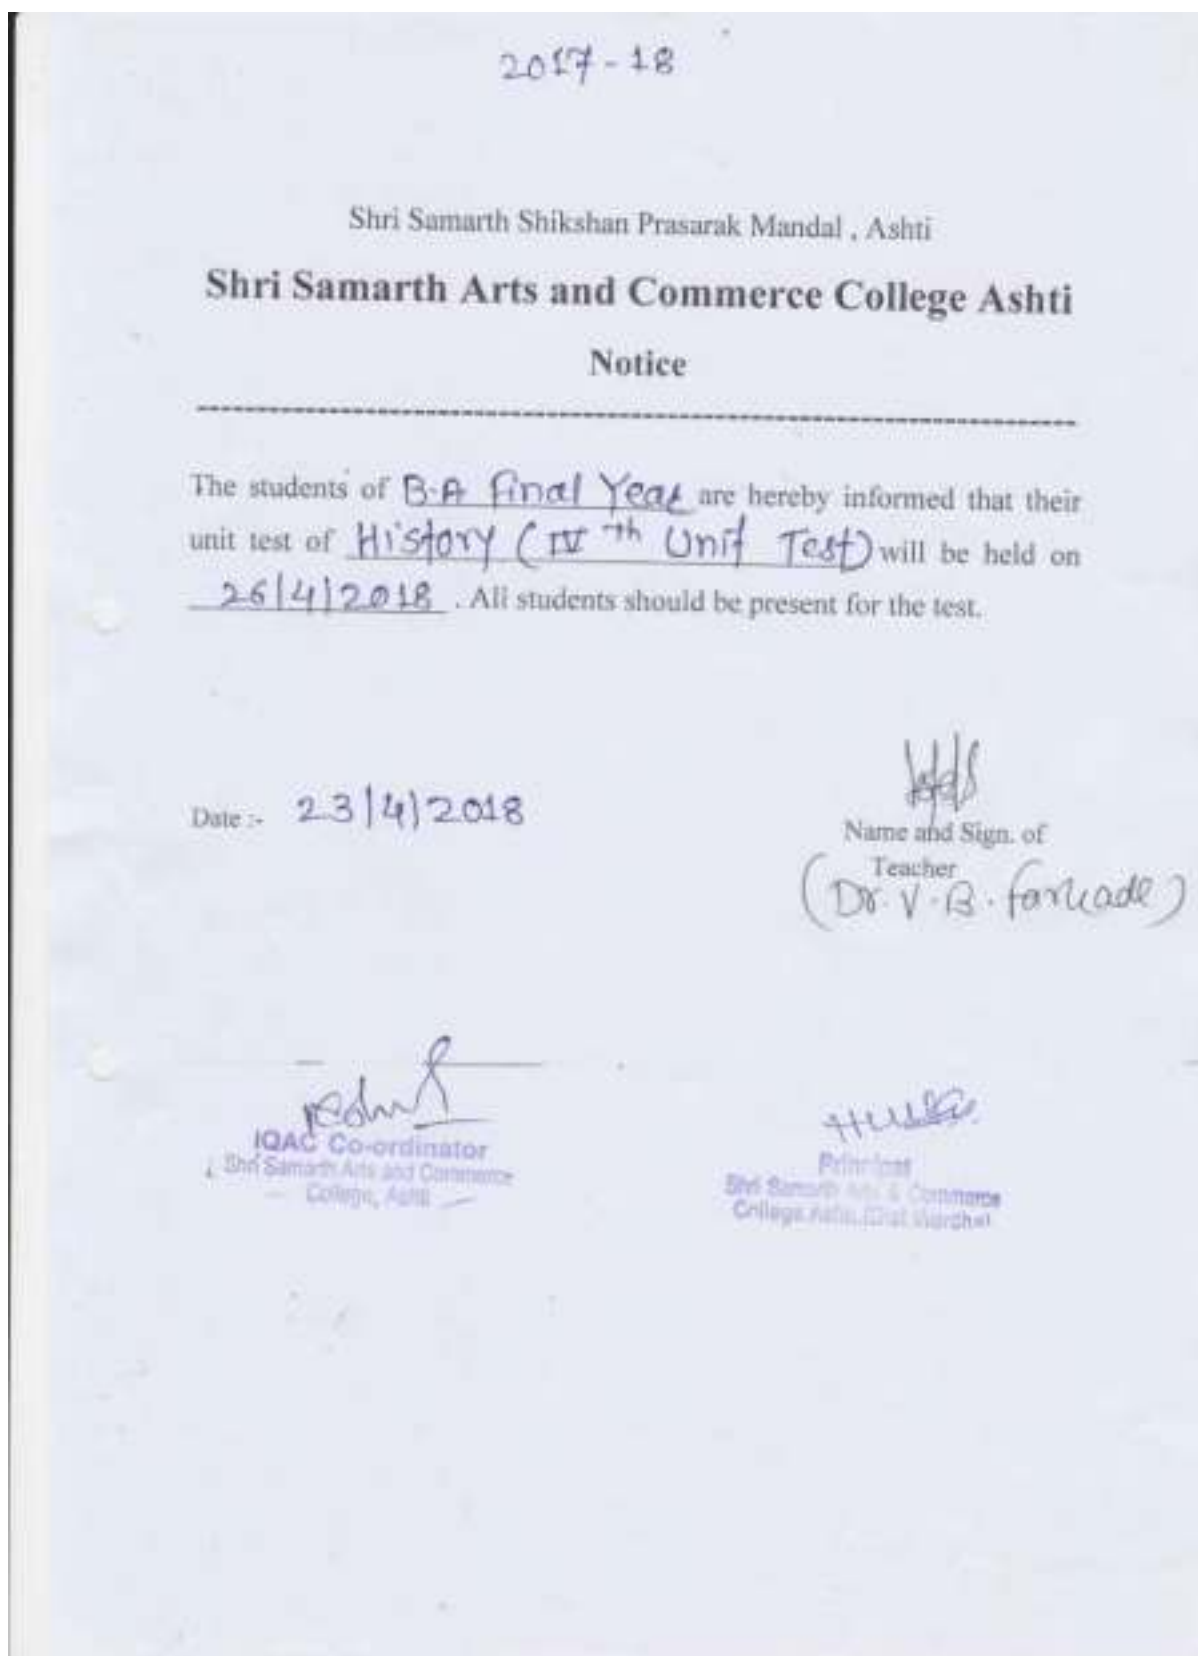 2017-18
Shri Samarth Shikshan Prasarak Mandal , Ashti
Shri Samarth Arts and Commerce College Ashti
Notice
The students of B.A Final Year are hereby informed that their
unit test of History (IV th Unit Test) will be held on
26/4/2018 . All students should be present for the test.
Date :- 23/4/2018
Name and Sign. of
Teacher
(Dr. V. B. )
IQAC Co-ordinator
Shri Samarth Arts and Commerce
College, Ashti
Principal
Shri Samarth Arts & Commerce
College Ashti, (Dist Wardha)